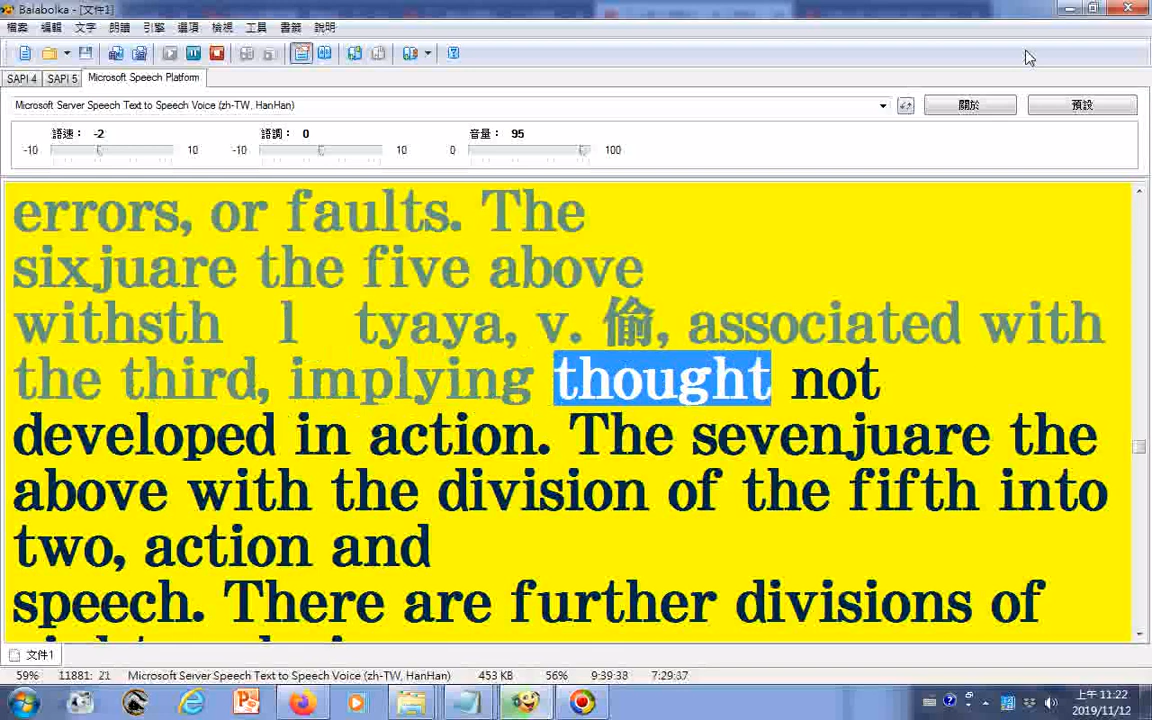 Balabolka - [文件1]
檔案 編輯 文字 朗讀 引擎 選項 檢視 工具 書籤 說明
SAPI 4 SAPI 5 Microsoft Speech Platform
Microsoft Server Speech Text to Speech Voice (zh-TW, HanHan) 關於 預設
語速： -2 語調： 0 音量： 95
-10 10 -10 10 0 100
errors, or faults. The
sixjuare the five above
withsth l tyaya, v. 偷, associated with
the third, implying thought not
developed in action. The sevenjuare the
above with the division of the fifth into
two, action and
speech. There are further divisions of
文件1
59% 11881: 21 Microsoft Server Speech Text to Speech Voice (zh-TW, HanHan) 453 KB 56% 9:39:33 7:29:37
上午 11:22
2019/11/12